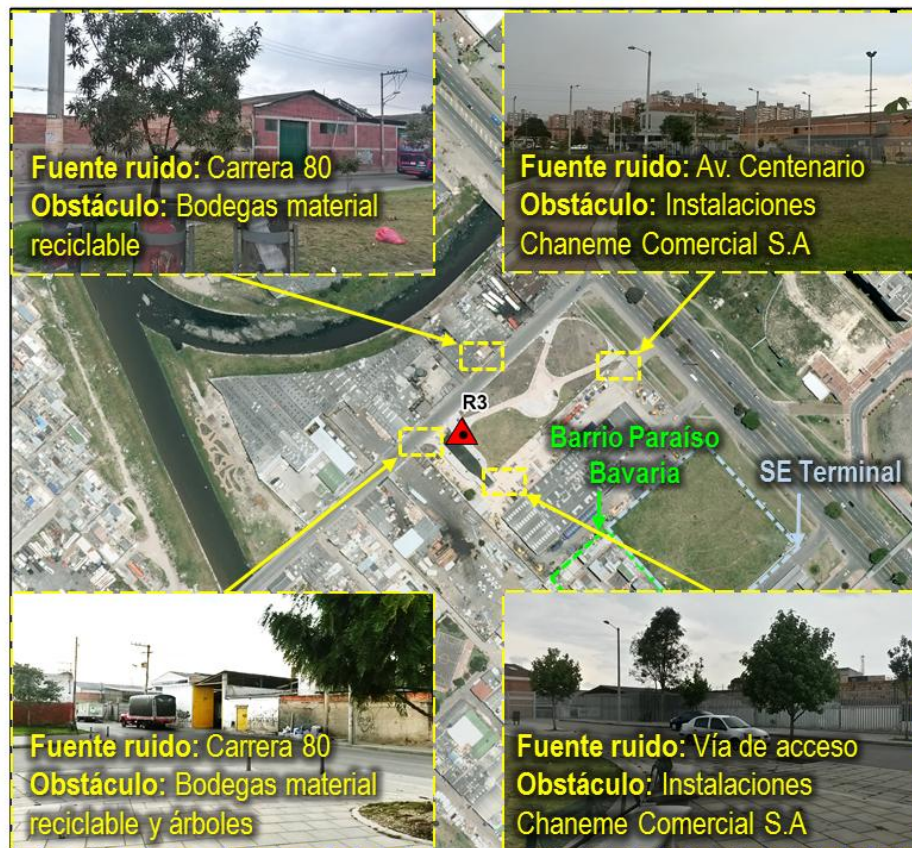 Fuente ruido: Carrera 80
Obstáculo: Bodegas material
reciclable
Fuente ruido: Av. Centenario
Obstáculo: Instalaciones
Chaneme Comercial S.A
R3
Barrio Paraíso
Bavaria
SE Terminal
Fuente ruido: Carrera 80
Obstáculo: Bodegas material
reciclable y árboles
Fuente ruido: Vía de acceso
Obstáculo: Instalaciones
Chaneme Comercial S.A